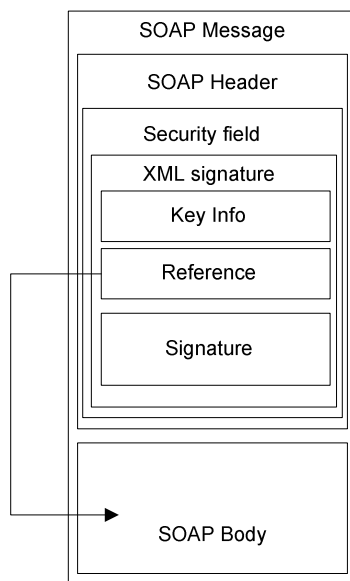 SOAP Message
SOAP Header
Security field
XML signature
Key Info
Reference
Signature
SOAP Body